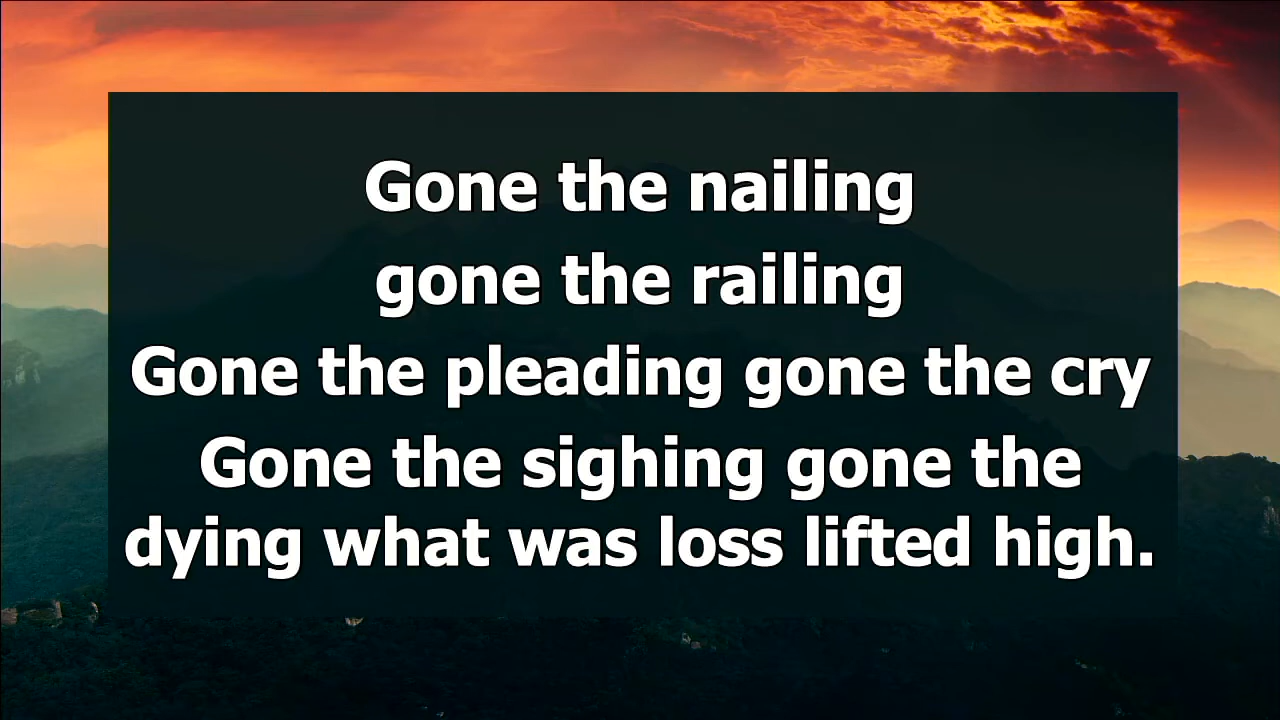 Gone the nailing
gone the railing
Gone the pleading gone the cry
Gone the sighing gone the
dying what was loss lifted high.